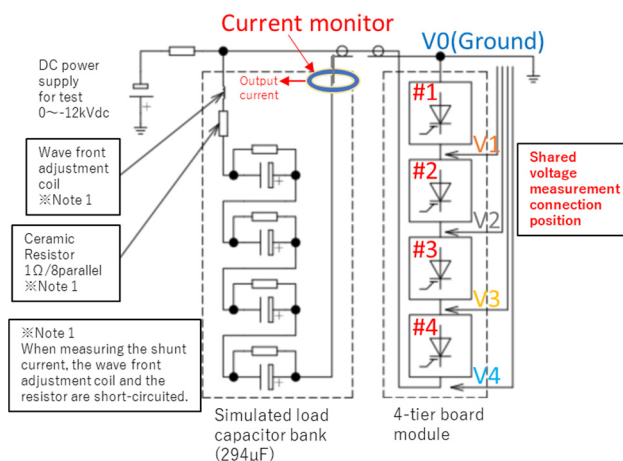 Current monitor
V0(Ground)
DC power
supply
for test
0～-12kVdc
Output
current
#1
V1
Wave front
adjustment
coil
※Note 1
#2
V2
Shared
voltage
measurement
connection
position
Ceramic
Resistor
1Ω/8parallel
※Note 1
#3
V3
※Note 1
When measuring the shunt
current, the wave front
adjustment coil and the
resistor are short-circuited.
#4
V4
Simulated load
capacitor bank
(294μF)
4-tier board
module